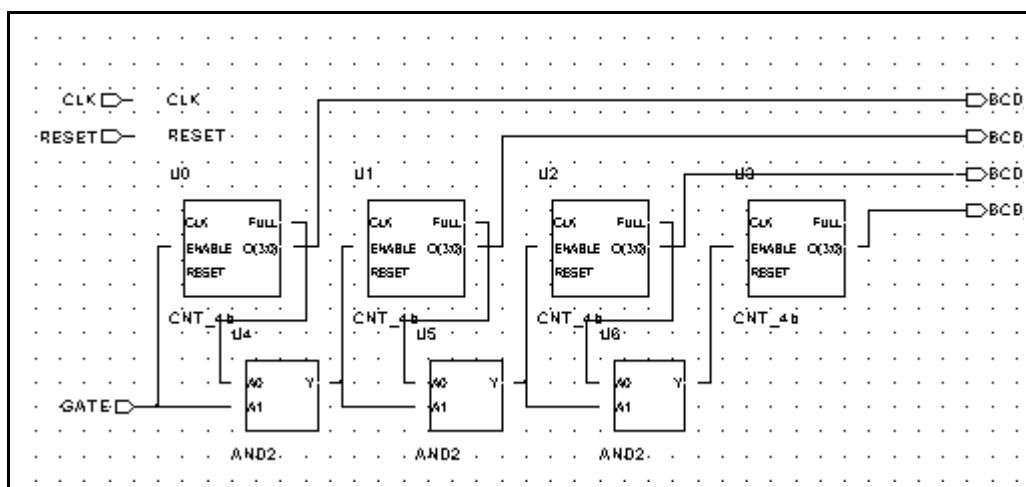 CLK CLK BCD
RESET RESET BCD
BCD
U0 U1 U2 U3
BCD
CLK FULL CLK FULL CLK FULL CLK FULL
ENABLE O(3:0) ENABLE O(3:0) ENABLE O(3:0) ENABLE O(3:0)
RESET RESET RESET RESET
CNT_4b CNT_4b CNT_4b CNT_4b
U4 U5 U6
A0 Y A0 Y A0 Y
GATE A1 A1 A1
AND2 AND2 AND2